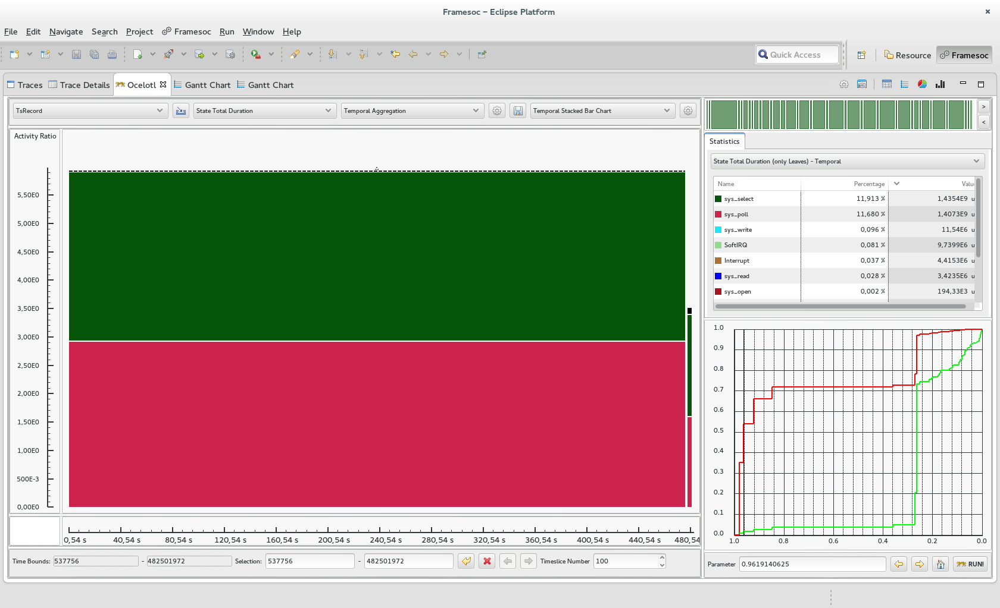 Framesoc – Eclipse Platform
File Edit Navigate Search Project Framesoc Run Window Help
Quick Access
Resource Framesoc
Traces Trace Details Ocelotl Gantt Chart Gantt Chart
TsRecord State Total Duration Temporal Aggregation Temporal Stacked Bar Chart
>
<
Activity Ratio
5,50E0
5,00E0
4,50E0
4,00E0
3,50E0
3,00E0
2,50E0
2,00E0
1,50E0
1,00E0
500E-3
0,00E0
0,54 s 40,54 s 80,54 s 120,54 s 160,54 s 200,54 s 240,54 s 280,54 s 320,54 s 360,54 s 400,54 s 440,54 s 480,54
Time Bounds: 537756 - 482501972 Selection: 537756 - 482501972 Timeslice Number 100
Statistics
State Total Duration (only Leaves) - Temporal
Name Percentage Valu
sys_select 11,913 % 1,4354E9 u
sys_poll 11,680 % 1,4073E9 u
sys_write 0,096 % 11,54E6 u
SoftIRQ 0,081 % 9,7399E6 u
Interrupt 0,037 % 4,4153E6 u
sys_read 0,028 % 3,4235E6 u
sys_open 0,002 % 194,33E3 u
1.0
0.9
0.8
0.7
0.6
0.5
0.4
0.3
0.2
0.1
0.0
1.0 0.8 0.6 0.4 0.2 0.0
Parameter 0.9619140625 RUN!